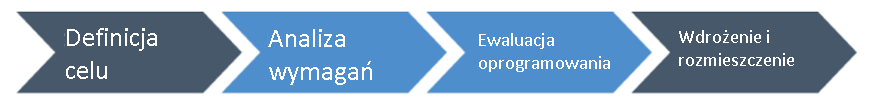 Definicja
celu
Analiza
wymagań
Ewaluacja
oprogramowania
Wdrożenie i
rozmieszczenie